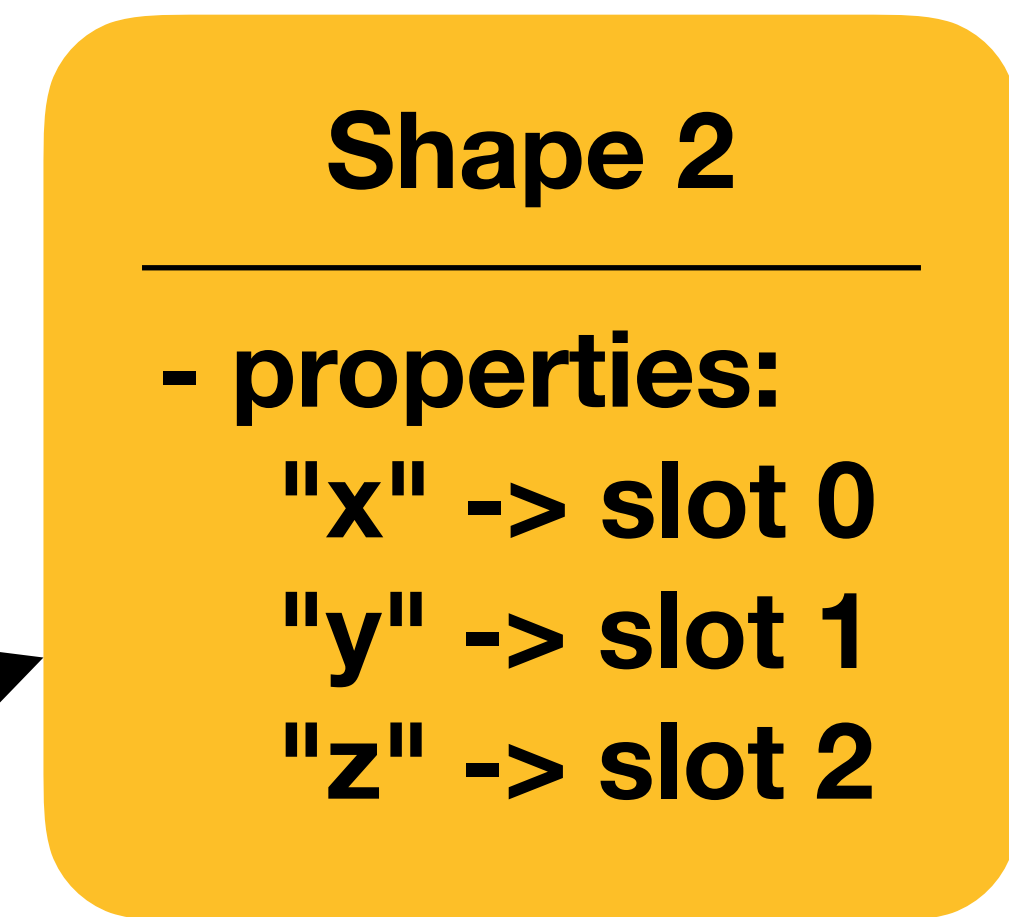 Shape 2
- properties:
"x" -> slot 0
"y" -> slot 1
"z" -> slot 2